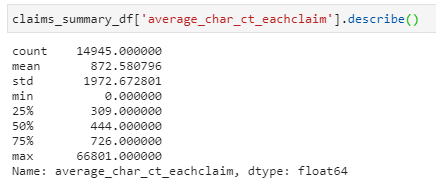 claims_summary_df['average_char_ct_eachclaim'].describe()
count    14945.000000
mean       872.580796
std       1972.672801
min          0.000000
25%        309.000000
50%        444.000000
75%        726.000000
max      66801.000000
Name: average_char_ct_eachclaim, dtype: float64